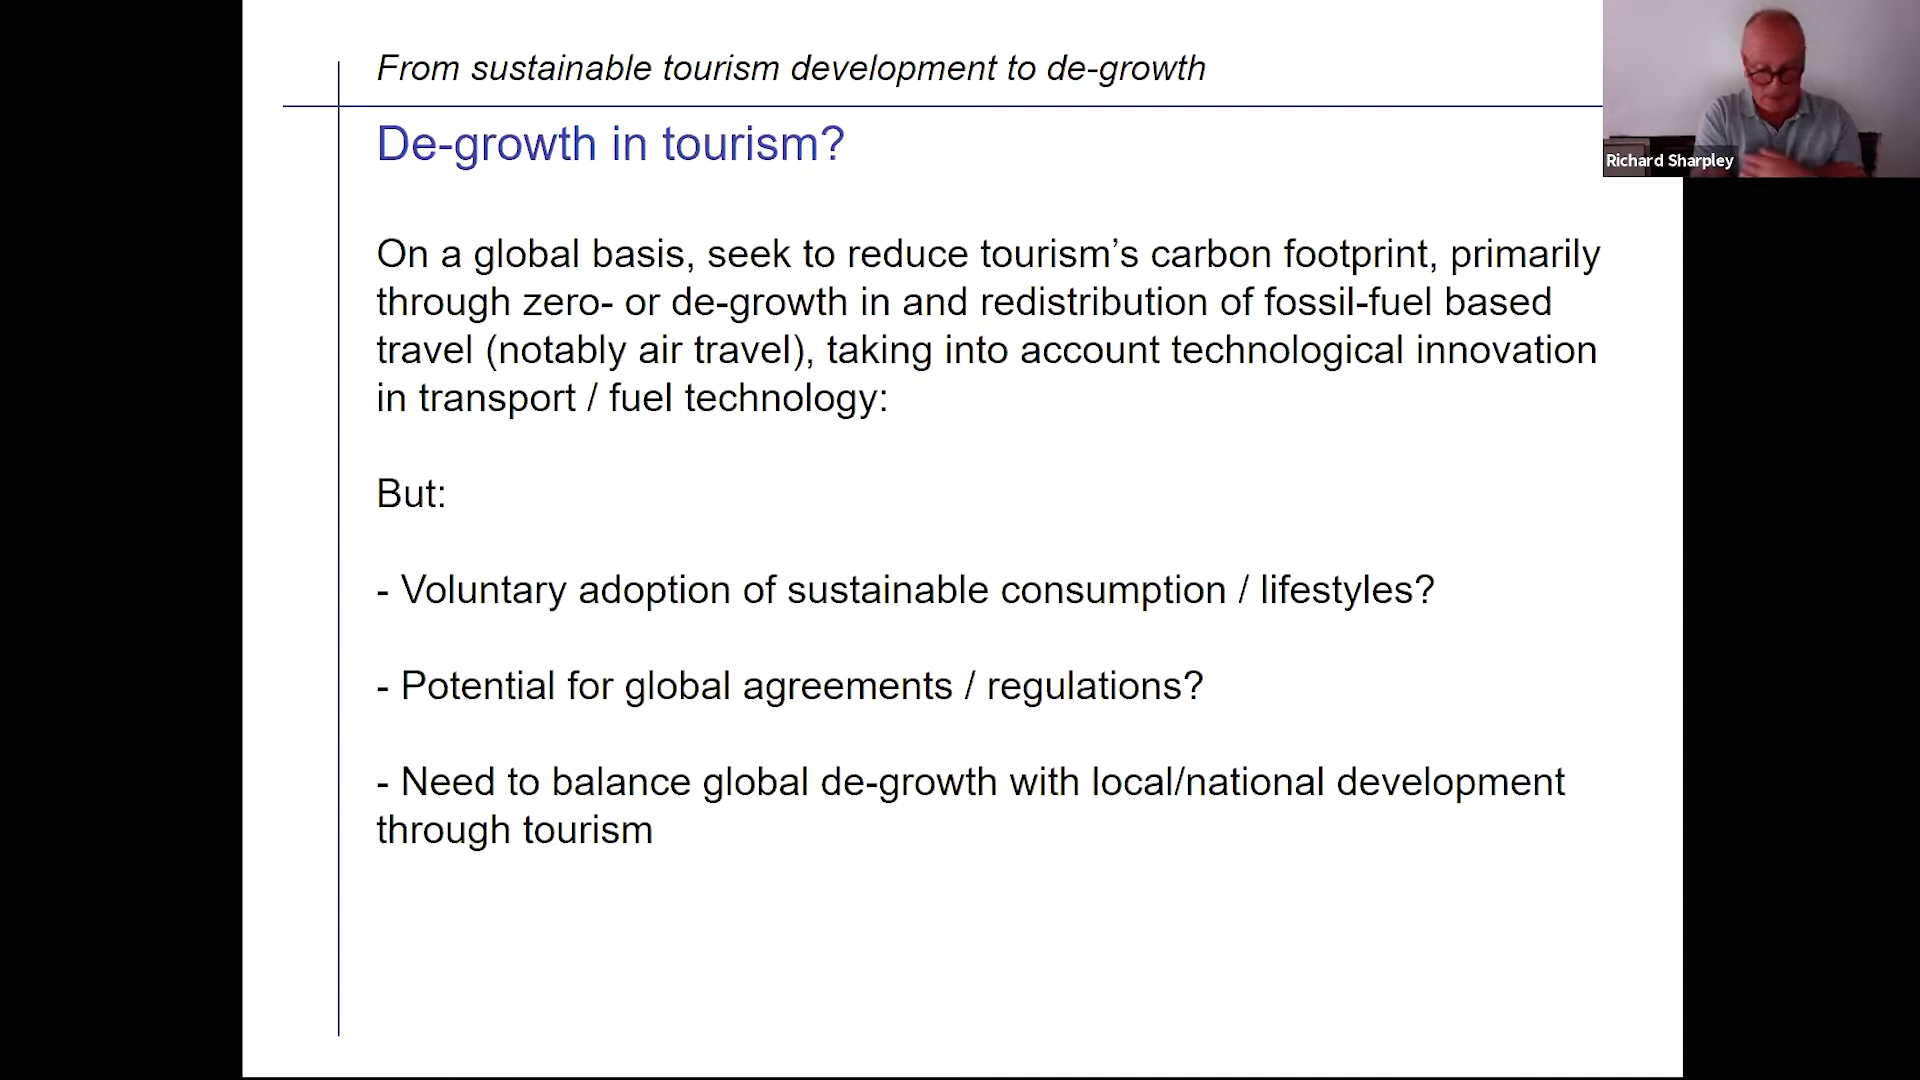 From sustainable tourism development to de-growth
De-growth in tourism?
On a global basis, seek to reduce tourism’s carbon footprint, primarily
through zero- or de-growth in and redistribution of fossil-fuel based
travel (notably air travel), taking into account technological innovation
in transport / fuel technology:
But:
- Voluntary adoption of sustainable consumption / lifestyles?
- Potential for global agreements / regulations?
- Need to balance global de-growth with local/national development
through tourism
Richard Sharpley